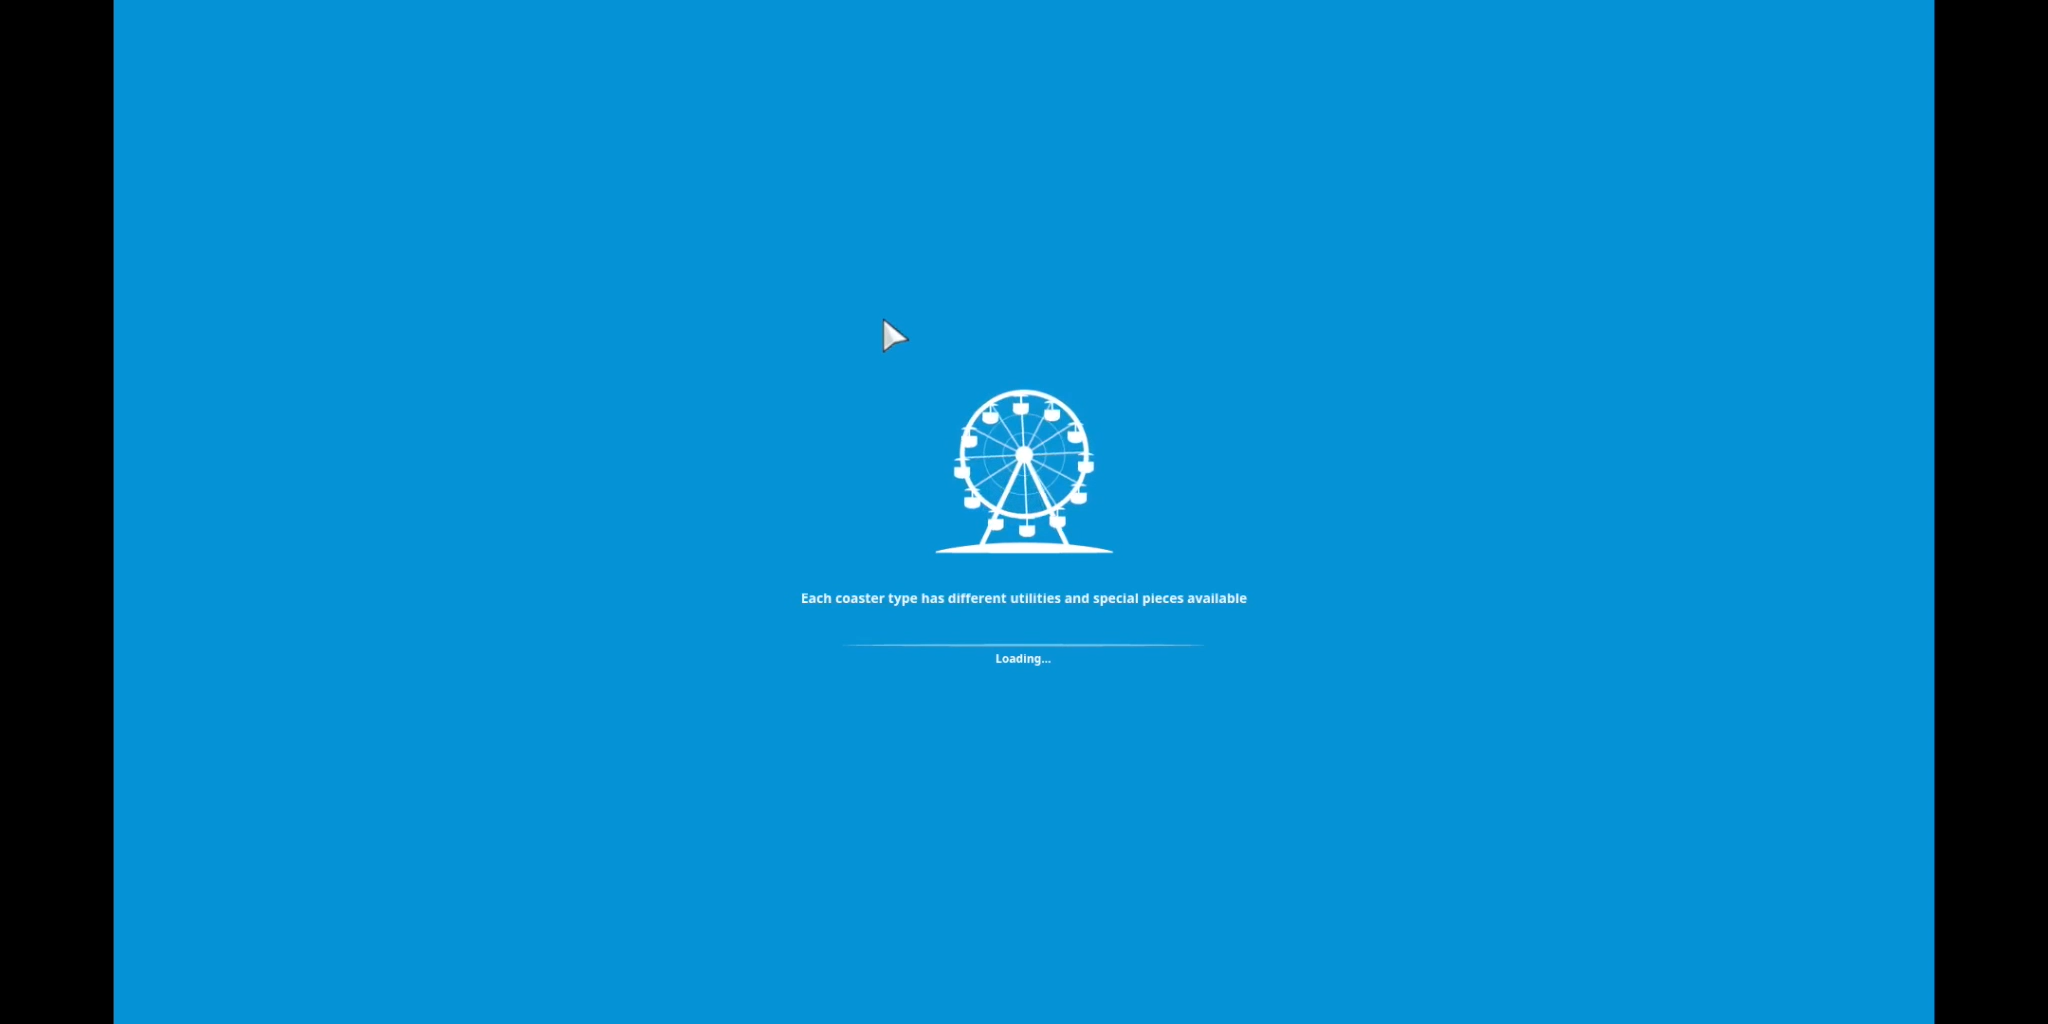 Each coaster type has different utilities and special pieces available
Loading...